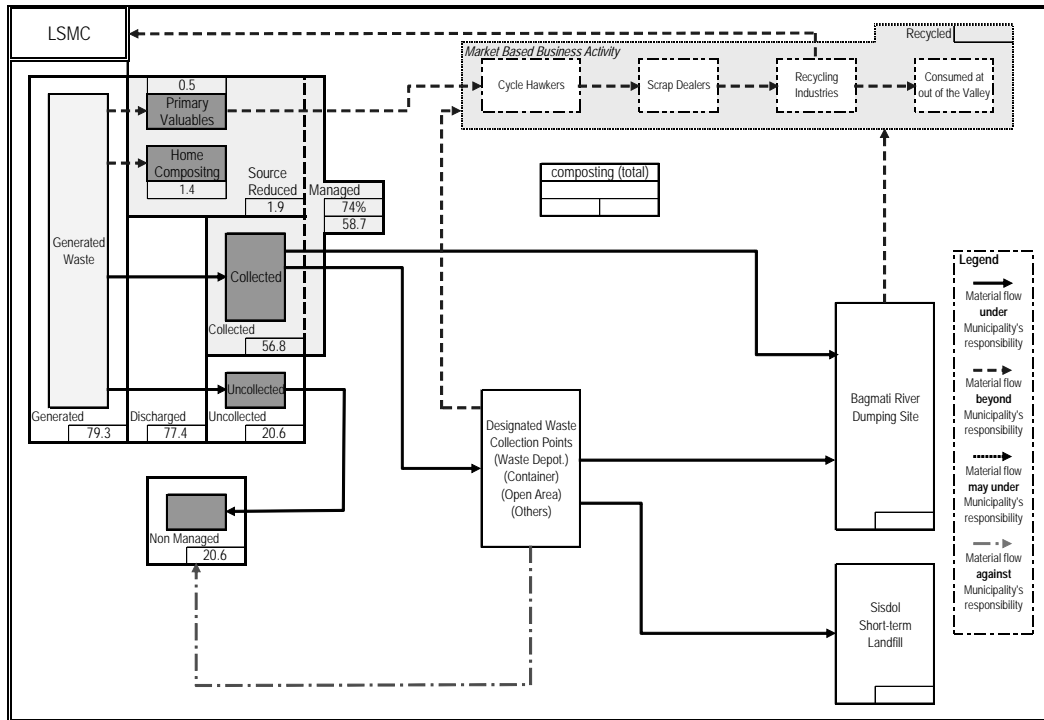 LSMC
Recycled
Market Based Business Activity
Cycle Hawkers
Scrap Dealers
Recycling
Industries
Consumed at
out of the Valley
0.5
Primary
Valuables
Home
Compositng
1.4
Source
Reduced
1.9
Managed
74%
58.7
composting (total)
Generated
Waste
Collected
Collected
56.8
Uncollected
Generated
79.3
Discharged
77.4
Uncollected
20.6
Non Managed
20.6
Designated Waste
Collection Points
(Waste Depot.)
(Container)
(Open Area)
(Others)
Bagmati River
Dumping Site
Sisdol
Short-term
Landfill
Legend
Material flow
under
Municipality's
responsibility
Material flow
beyond
Municipality's
responsibility
Material flow
may under
Municipality's
responsibility
Material flow
against
Municipality's
responsibility